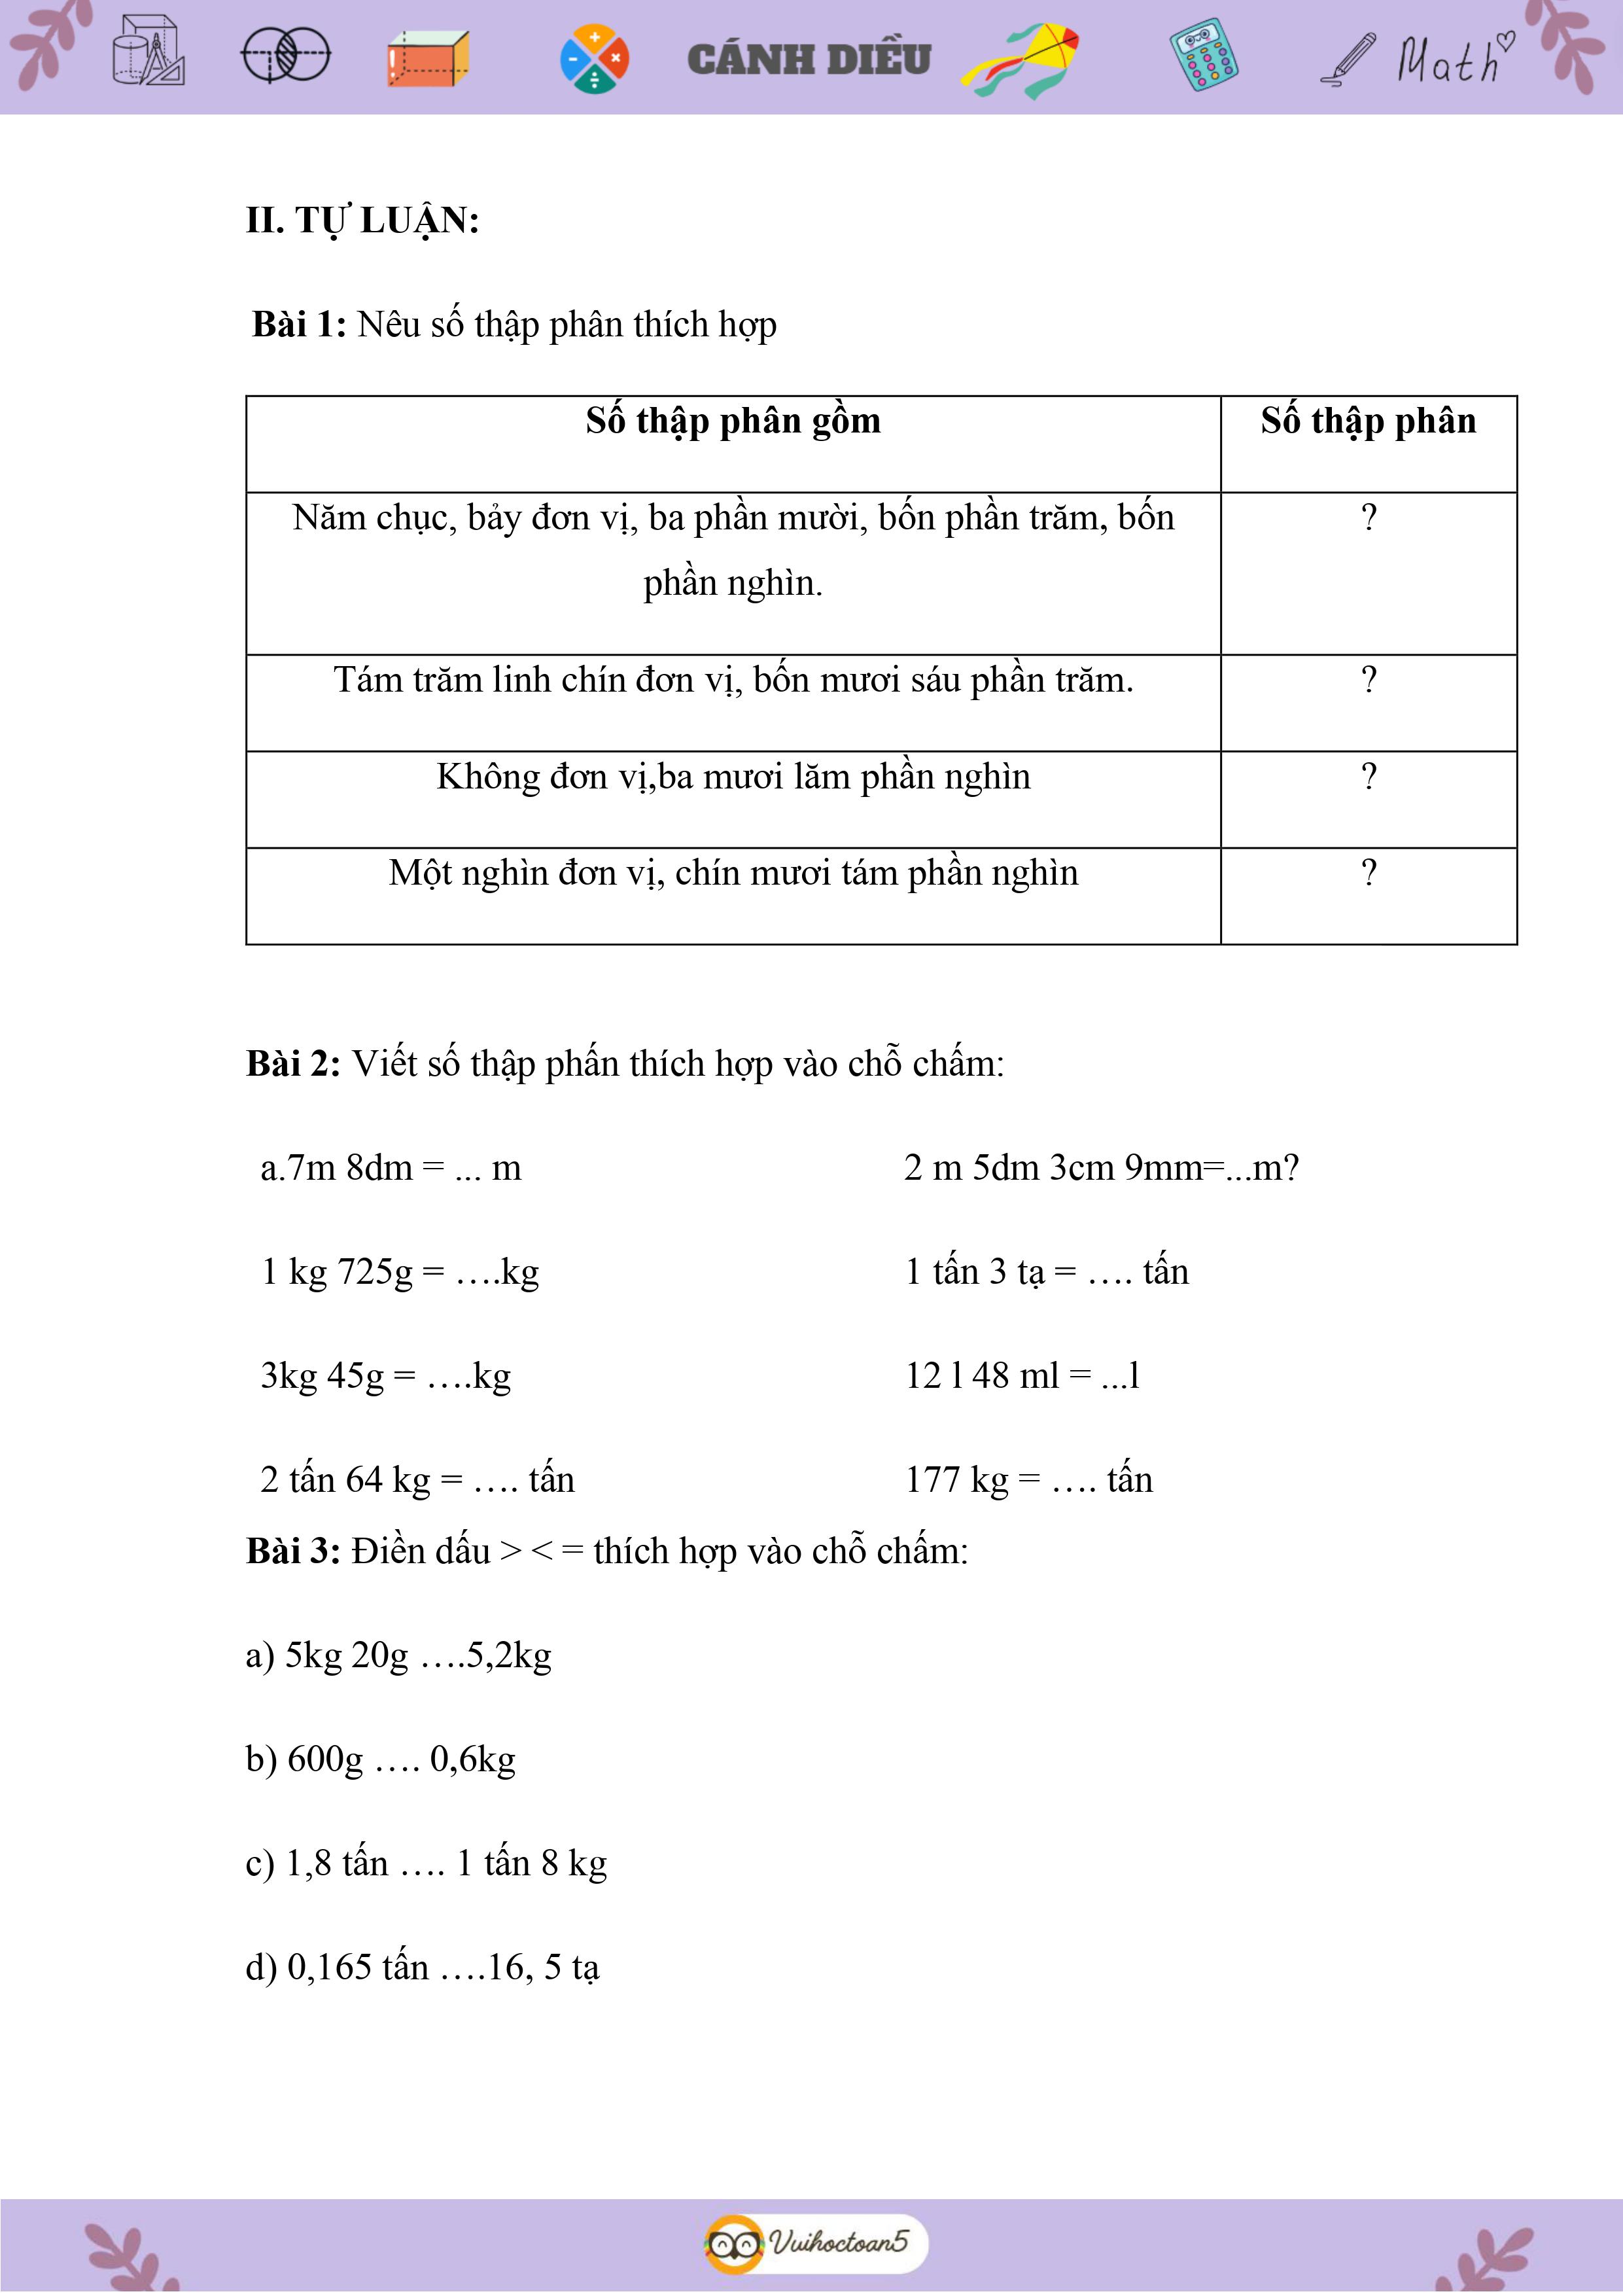 CÁNH DIỀU
Math
II. TỰ LUẬN:
Bài 1: Nêu số thập phân thích hợp
Số thập phân gồm
Số thập phân
Năm chục, bảy đơn vị, ba phần mười, bốn phần trăm, bốn
phần nghìn.
?
Tám trăm linh chín đơn vị, bốn mươi sáu phần trăm.
?
Không đơn vị,ba mươi lăm phần nghìn
?
Một nghìn đơn vị, chín mươi tám phần nghìn
?
Bài 2: Viết số thập phấn thích hợp vào chỗ chấm:
a.7m 8dm = ... m
2 m 5dm 3cm 9mm=...m?
1 kg 725g = ….kg
1 tấn 3 tạ = …. tấn
3kg 45g = ….kg
12 l 48 ml = ...l
2 tấn 64 kg = …. tấn
177 kg = …. tấn
Bài 3: Điền dấu > < = thích hợp vào chỗ chấm:
a) 5kg 20g ….5,2kg
b) 600g …. 0,6kg
c) 1,8 tấn …. 1 tấn 8 kg
d) 0,165 tấn ….16, 5 tạ
Vuihoctoan5